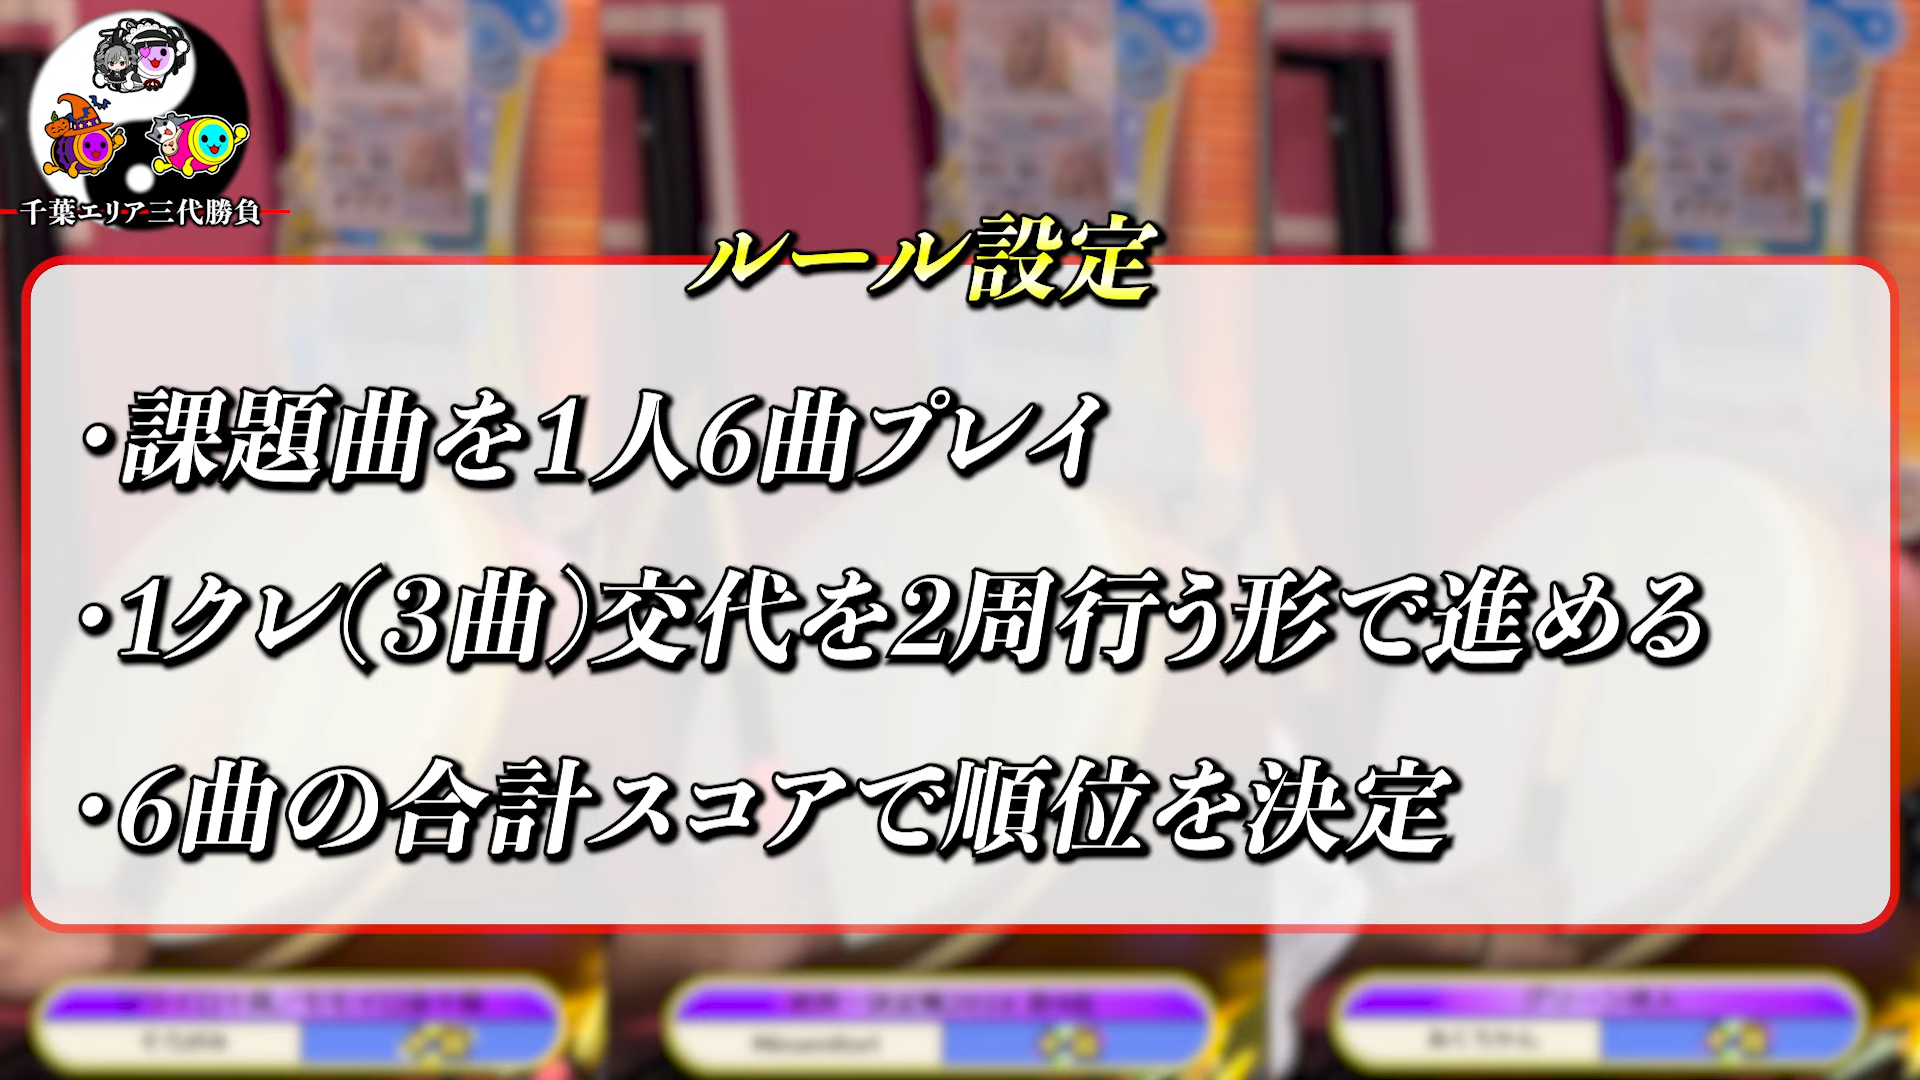 千葉エリア三代勝負
ルール設定
・課題曲を1人6曲プレイ
・1クレ(3曲)交代を2周行う形で進める
・6曲の合計スコアで順位を決定